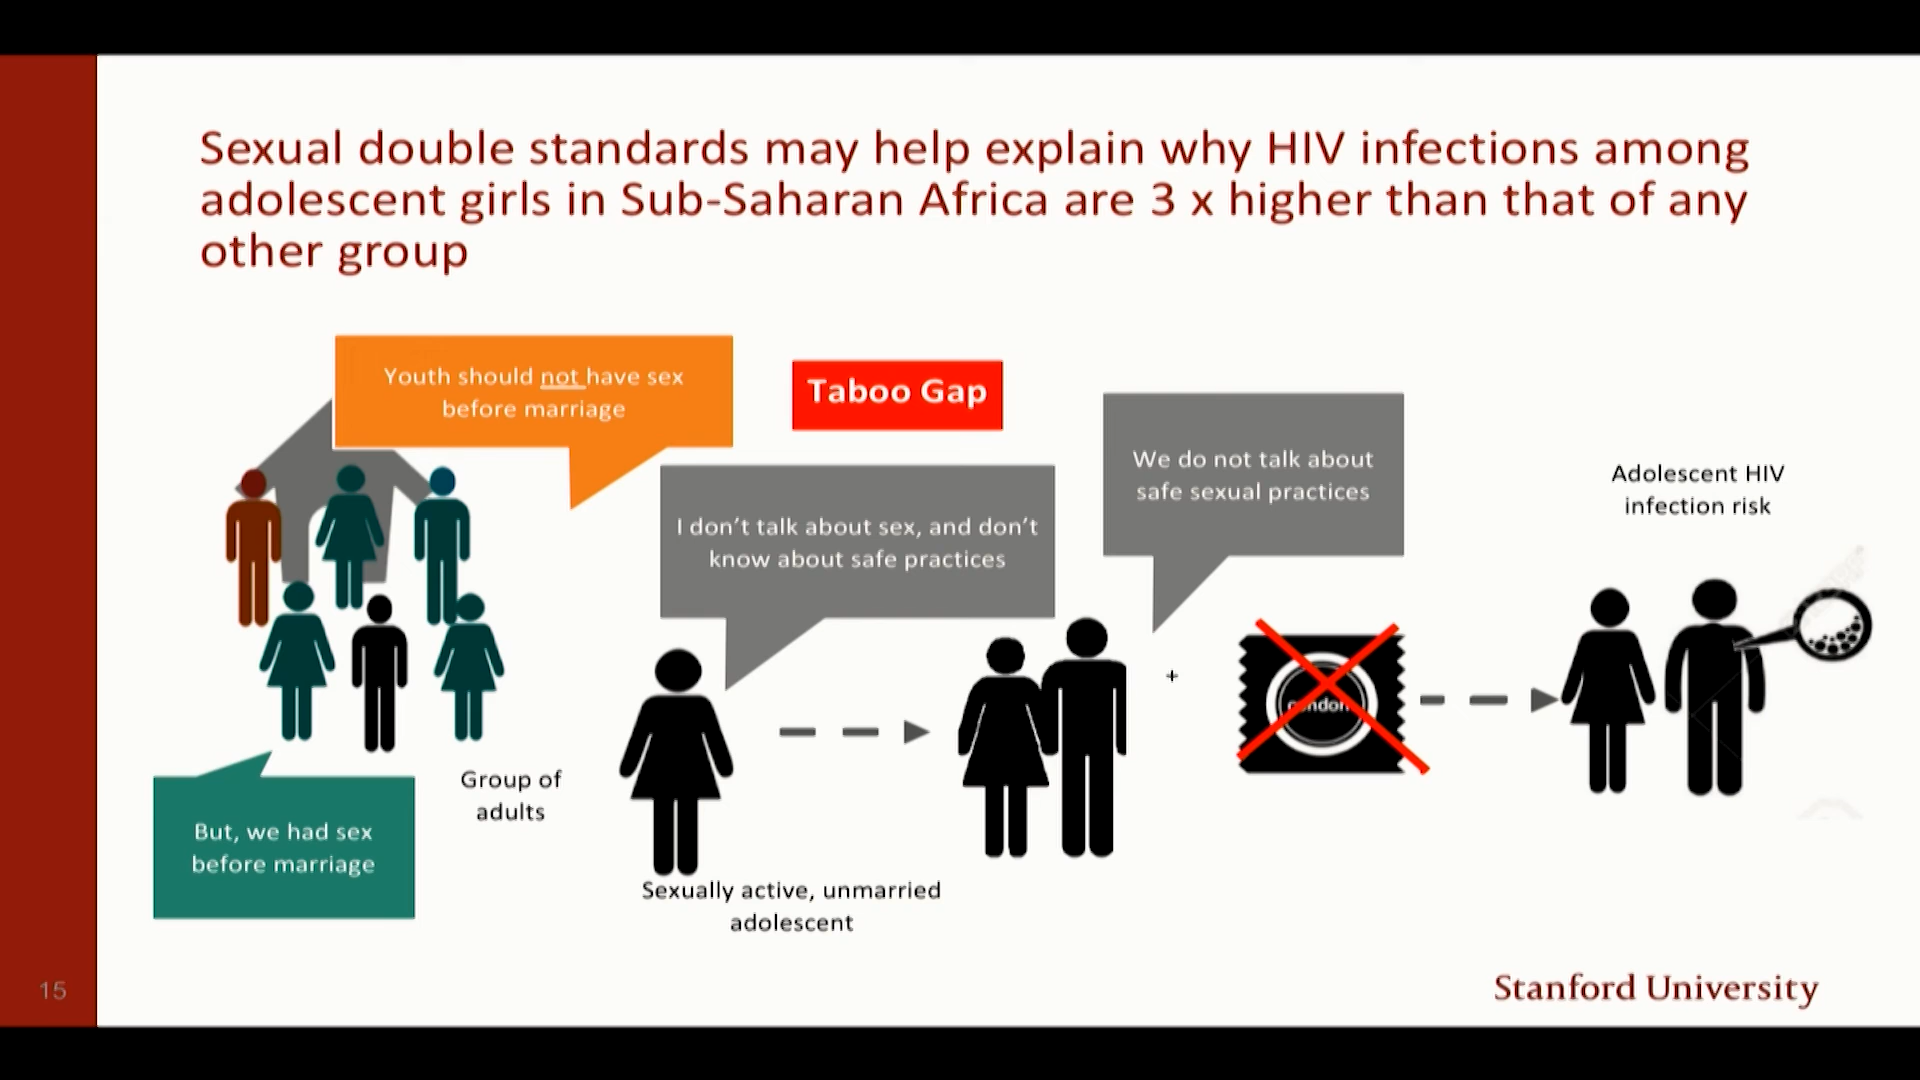 Sexual double standards may help explain why HIV infections among
adolescent girls in Sub-Saharan Africa are 3 x higher than that of any
other group
Youth should not have sex
before marriage
Taboo Gap
We do not talk about
safe sexual practices
Adolescent HIV
infection risk
I don't talk about sex, and don't
know about safe practices
+
condom
Group of
adults
But, we had sex
before marriage
Sexually active, unmarried
adolescent
15
Stanford University